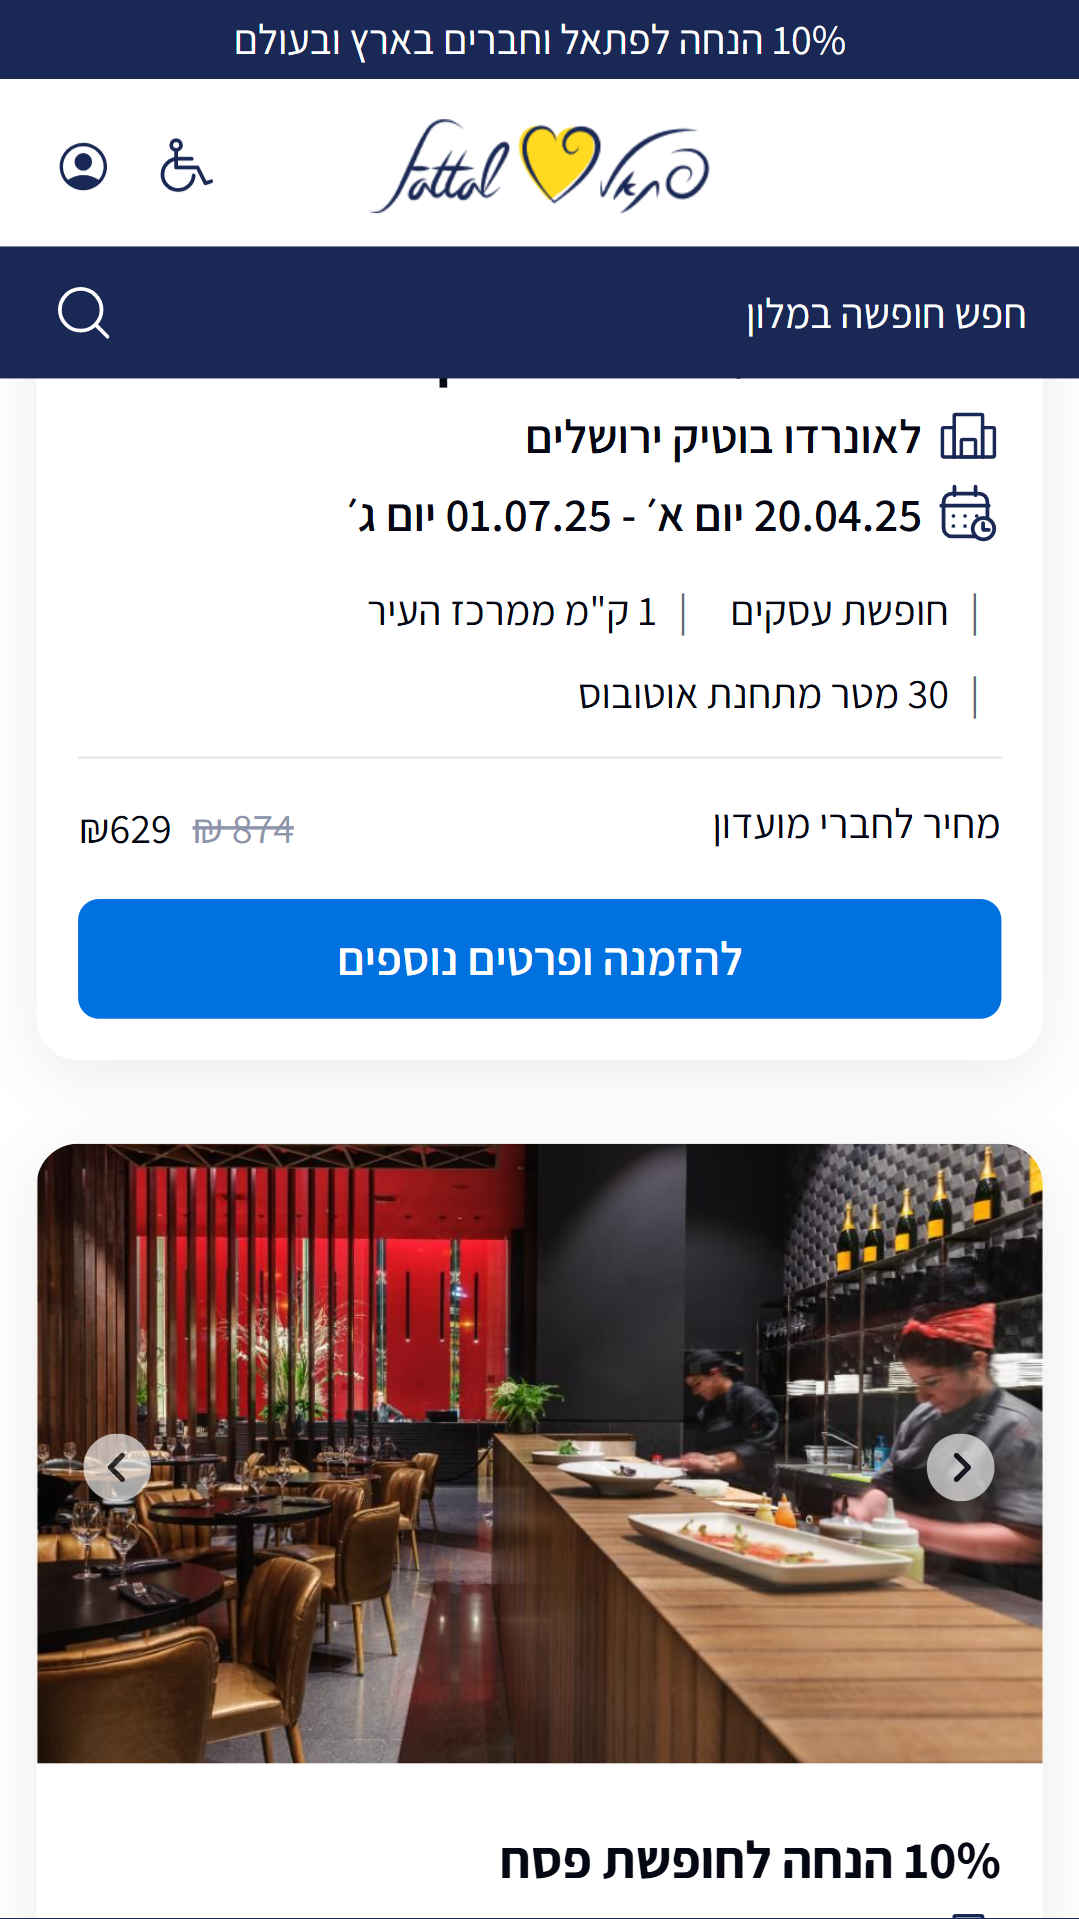 10% הנחה לפתאל וחברים בארץ ובעולם
fattal פתאל
חפש חופשה במלון
לאונרדו בוטיק ירושלים
20.04.25 יום א׳ - 01.07.25 יום ג׳
| חופשת עסקים | 1 ק"מ ממרכז העיר
| 30 מטר מתחנת אוטובוס
מחיר לחברי מועדון 874 ₪ 629₪
להזמנה ופרטים נוספים
10% הנחה לחופשת פסח